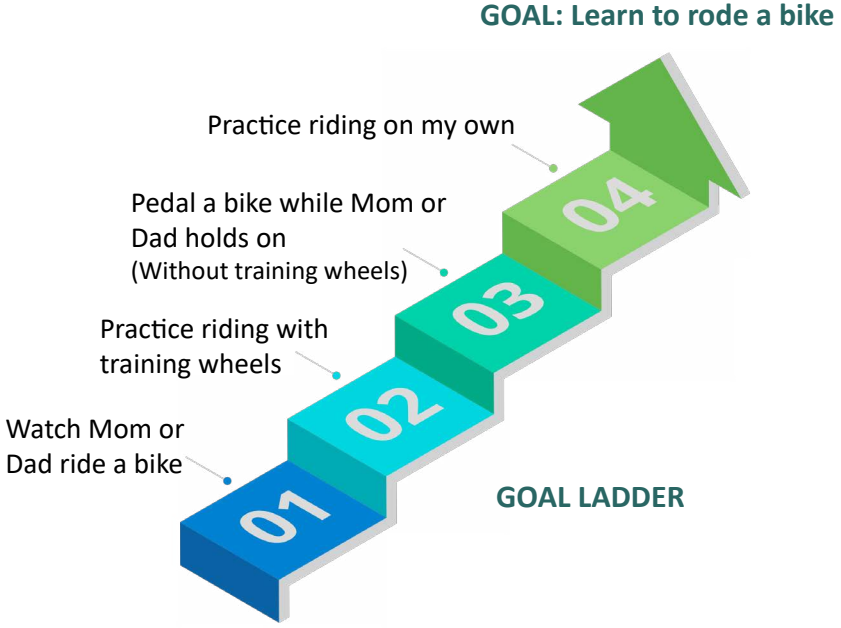 GOAL: Learn to rode a bike
Practice riding on my own
04
Pedal a bike while Mom or
Dad holds on
(Without training wheels)
03
Practice riding with
training wheels
02
Watch Mom or
Dad ride a bike
01
GOAL LADDER